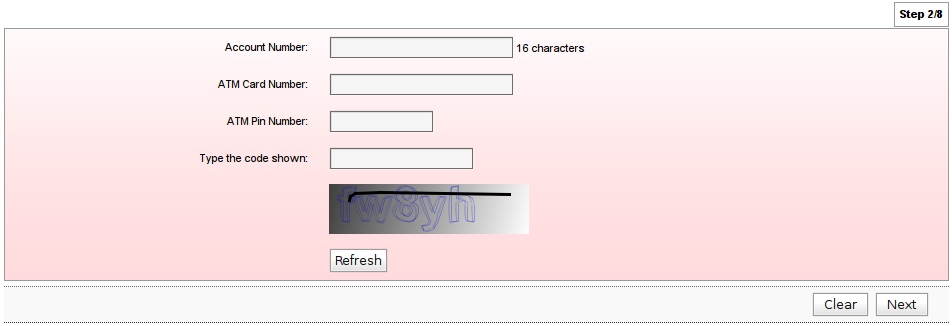 Step 2/8
Account Number: 16 characters
ATM Card Number:
ATM Pin Number:
Type the code shown:
fw8yh
Refresh
Clear Next